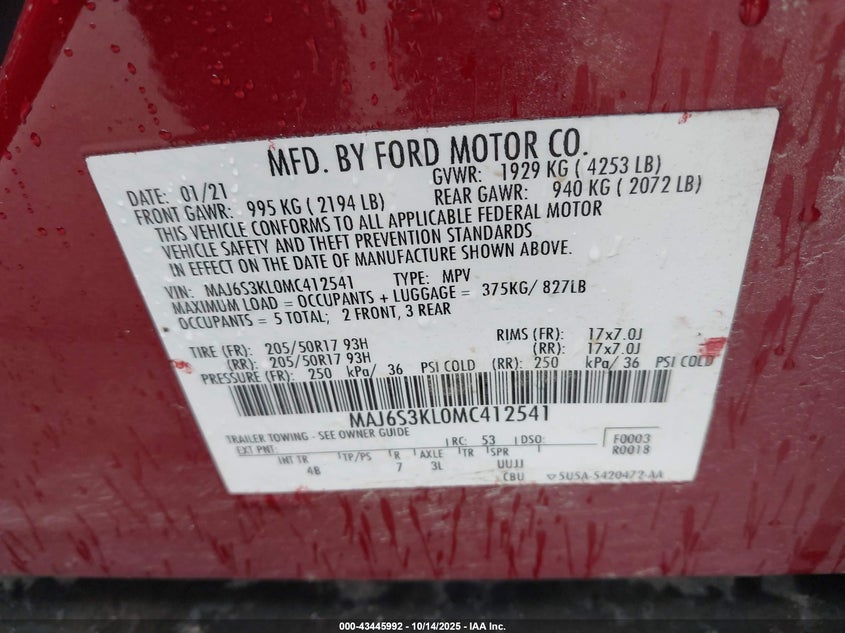 MFD. BY FORD MOTOR CO.
DATE: 01/21 GVWR: 1929 KG ( 4253 LB)
FRONT GAWR: 995 KG ( 2194 LB) REAR GAWR: 940 KG ( 2072 LB)
THIS VEHICLE CONFORMS TO ALL APPLICABLE FEDERAL MOTOR
VEHICLE SAFETY AND THEFT PREVENTION STANDARDS
IN EFFECT ON THE DATE OF MANUFACTURE SHOWN ABOVE.
VIN: MAJ6S3KL0MC412541 TYPE: MPV
MAXIMUM LOAD = OCCUPANTS + LUGGAGE = 375KG/ 827LB
OCCUPANTS = 5 TOTAL; 2 FRONT, 3 REAR
TIRE (FR): 205/50R17 93H RIMS (FR): 17x7.0J
(RR): 205/50R17 93H (RR): 17x7.0J
PRESSURE (FR): 250 kPa/ 36 PSI COLD (RR): 250 kPa/ 36 PSI COLD
MAJ6S3KL0MC412541
TRAILER TOWING - SEE OWNER GUIDE
EXT PNT: RC: 53 DSO: F0003
R0018
INT TR TP/PS R AXLE TR SPR
4B 7 3L UUJJ
CBU 5U5A-5420472-AA
000-43445992 | 10/14/2025 - IAA Inc.